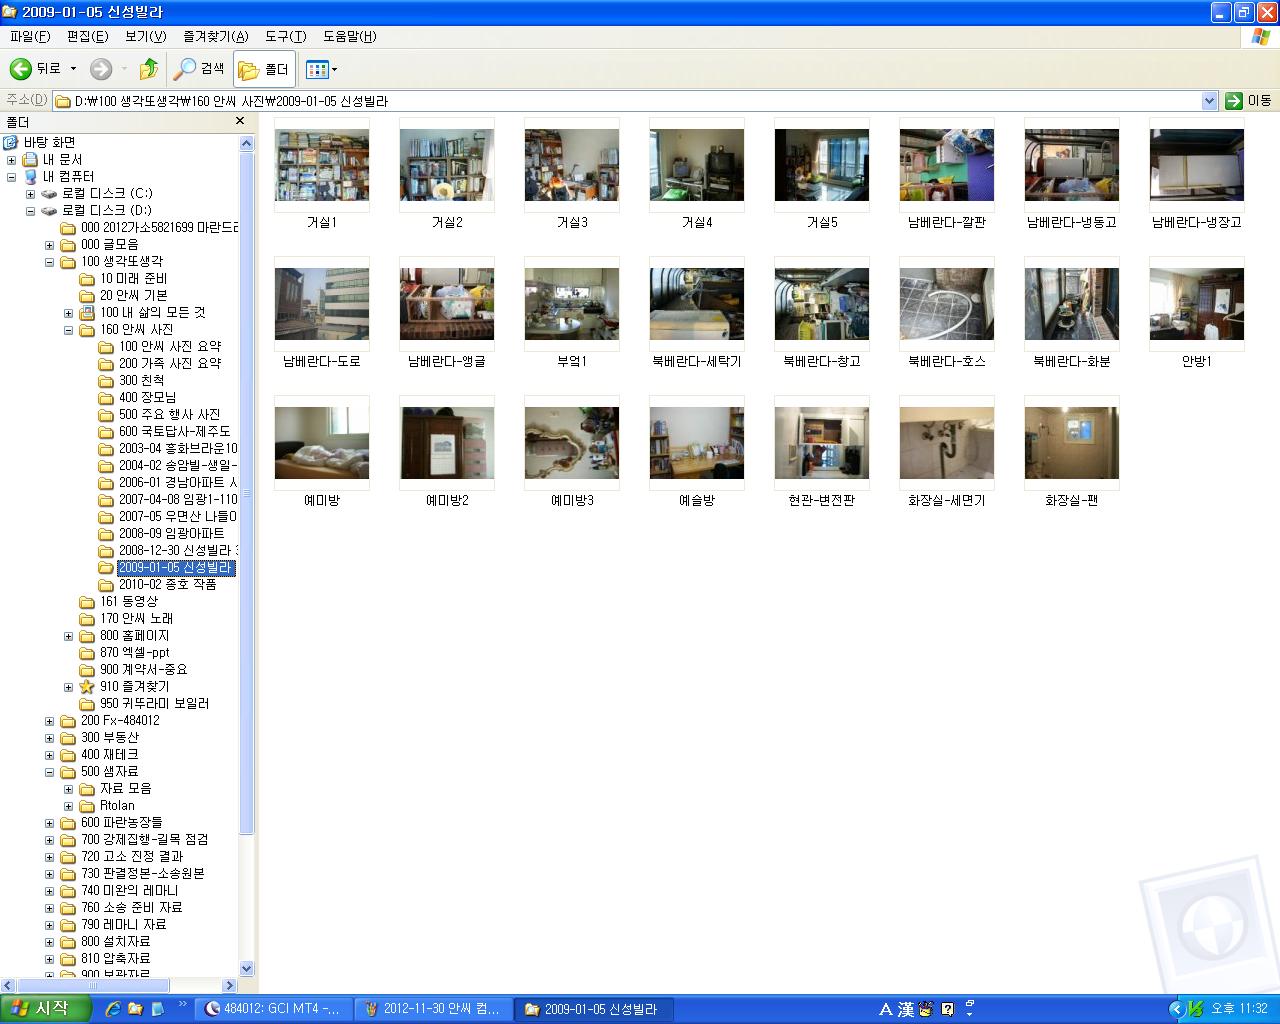 2009-01-05 신성빌라
파일(F) 편집(E) 보기(V) 즐겨찾기(A) 도구(T) 도움말(H)
뒤로 검색 폴더
주소(D) D:₩100 생각또생각₩160 안씨 사진₩2009-01-05 신성빌라 이동
폴더
바탕 화면
내 문서
내 컴퓨터
로컬 디스크 (C:)
로컬 디스크 (D:)
000 2012가소5821699 마란드
000 글모음
100 생각또생각
10 미래 준비
20 안씨 기본
100 내 삶의 모든 것
160 안씨 사진
100 안씨 사진 요약
200 가족 사진 요약
300 친척
400 장모님
500 주요 행사 사진
600 국토답사-제주도
2003-04 흥화브라운10
2004-02 송암빌-생일-
2006-01 경남아파트 시
2007-04-08 임광1-110
2007-05 우면산 나들이
2008-09 임광아파트
2008-12-30 신성빌라
2009-01-05 신성빌라
2010-02 종호 작품
161 동영상
170 안씨 노래
800 홈페이지
870 엑셀-ppt
900 계약서-중요
910 즐겨찾기
950 귀뚜라미 보일러
200 Fx-484012
300 부동산
400 재테크
500 샘자료
자료 모음
Rtolan
600 파란농장들
700 강제집행-길목 점검
720 고소 진정 결과
730 판결정본-소송원본
740 미완의 레마니
760 소송 준비 자료
790 레마니 자료
800 설치자료
810 압축자료
900 보관자료
거실1 거실2 거실3 거실4 거실5 남베란다-깔판 남베란다-냉동고 남베란다-냉장고
남베란다-도로 남베란다-앵글 부엌1 북베란다-세탁기 북베란다-창고 북베란다-호스 북베란다-화분 안방1
예미방 예미방2 예미방3 예슬방 현관-변전판 화장실-세면기 화장실-팬
시작 484012: GCI MT4 -... 2012-11-30 안씨 컴... 2009-01-05 신성빌라 A 漢 오후 11:32